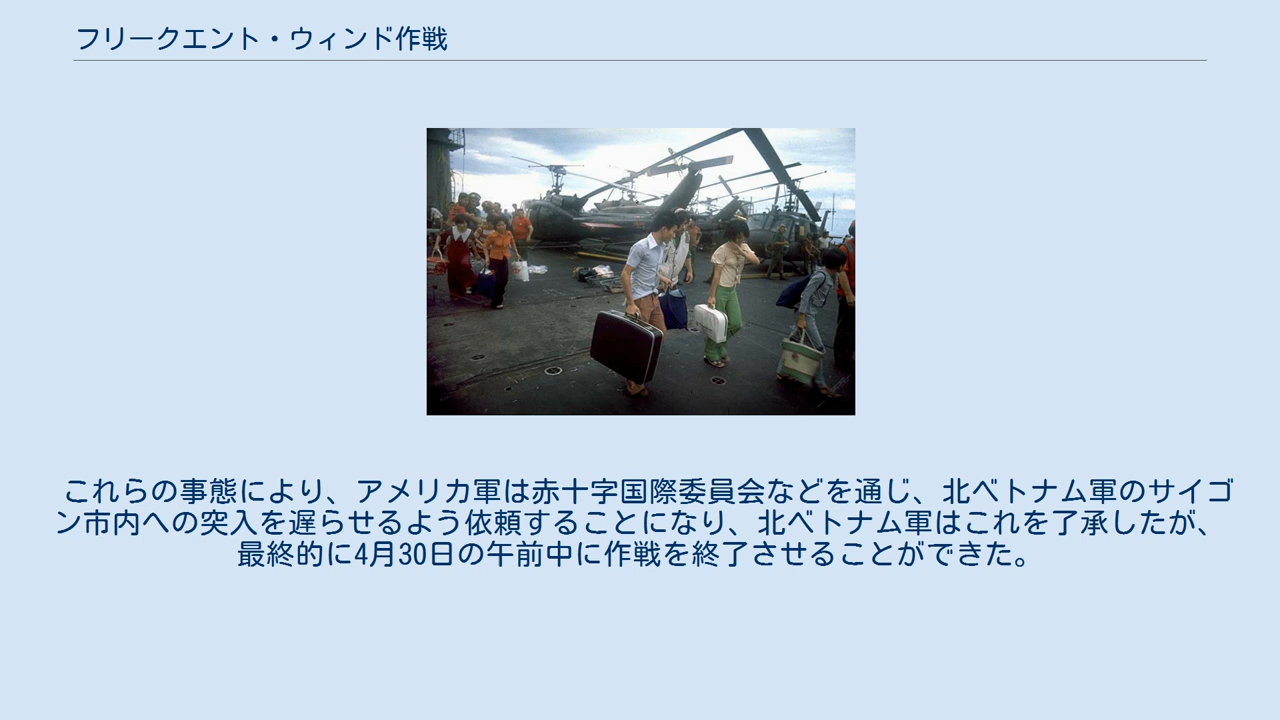 フリークエント・ウィンド作戦
これらの事態により、アメリカ軍は赤十字国際委員会などを通じ、北ベトナム軍のサイゴ
ン市内への突入を遅らせるよう依頼することになり、北ベトナム軍はこれを了承したが、
最終的に4月30日の午前中に作戦を終了させることができた。